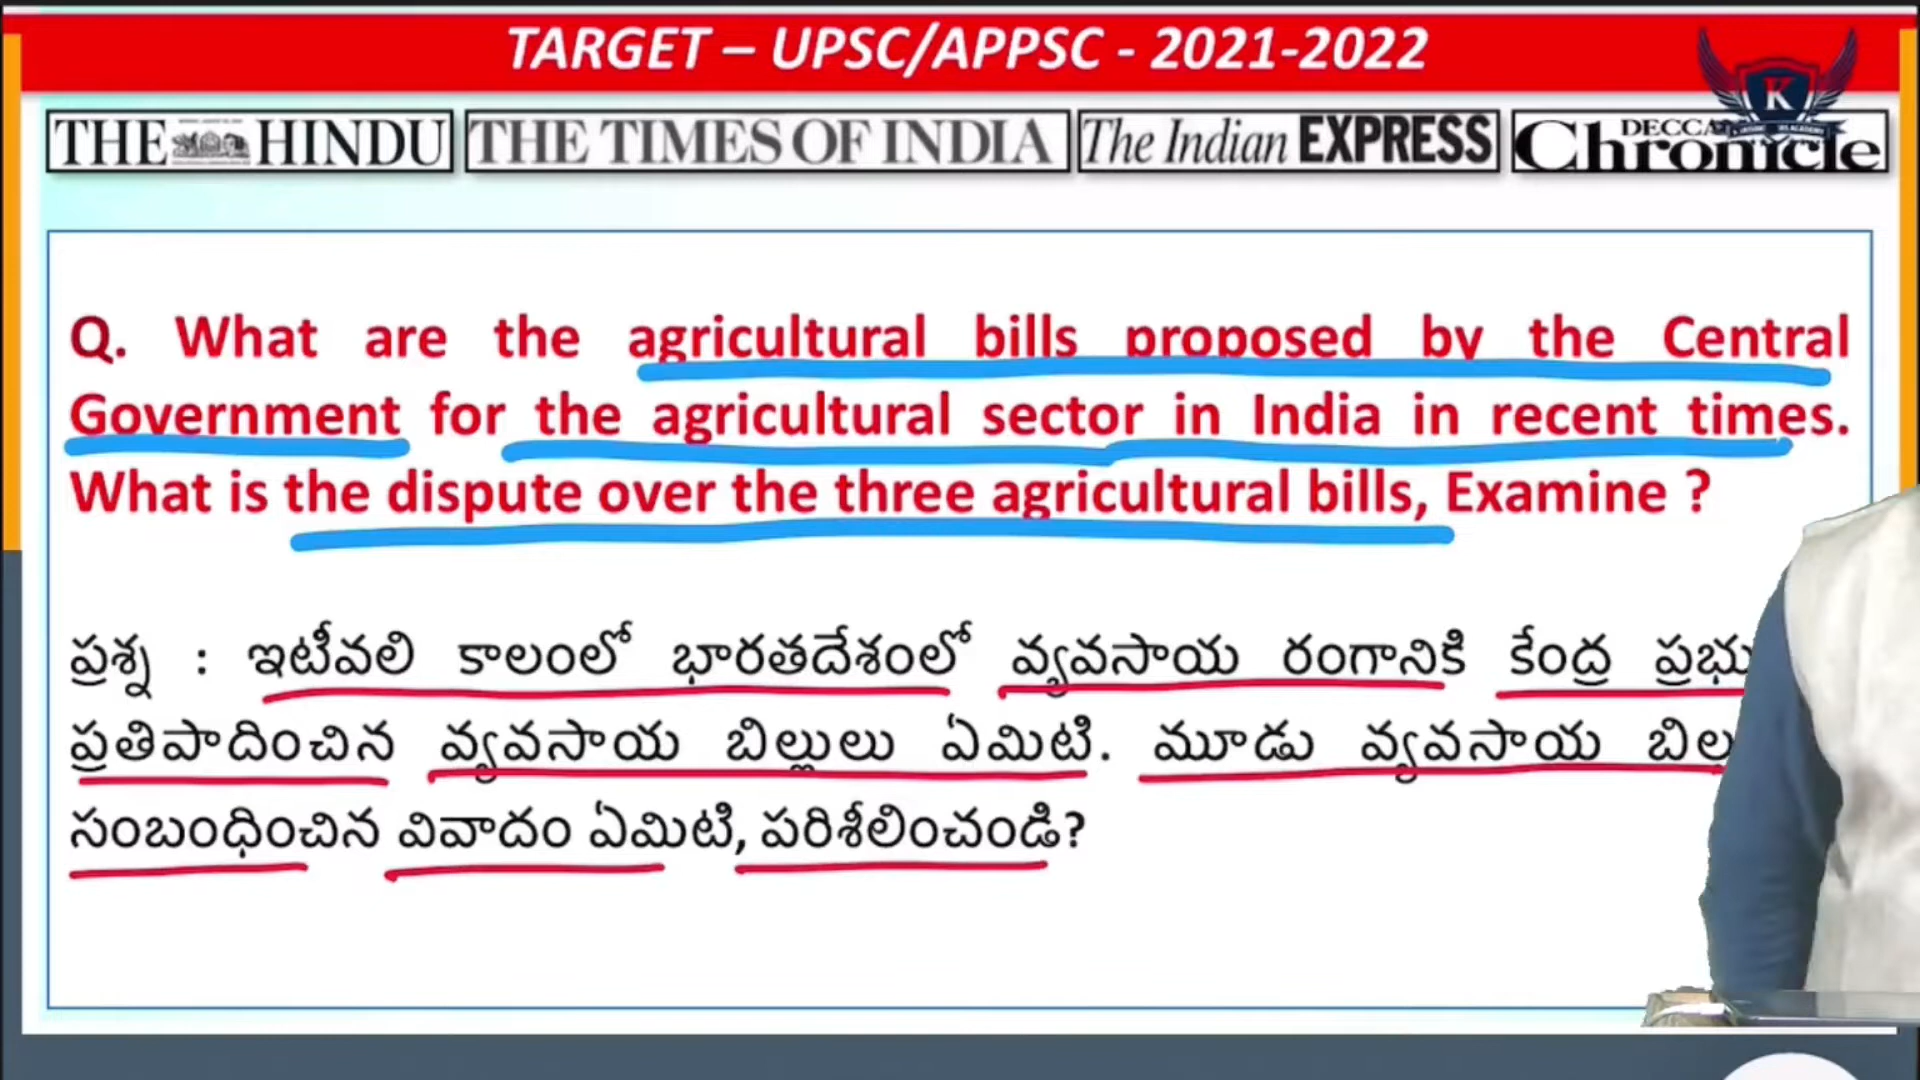 TARGET – UPSC/APPSC - 2021-2022
THE HINDU
THE TIMES OF INDIA
The Indian EXPRESS
DECCA
Chronicle
K
Q. What are the agricultural bills proposed by the Central
Government for the agricultural sector in India in recent times.
What is the dispute over the three agricultural bills, Examine ?
ప్రశ్న : ఇటీవలి కాలంలో భారతదేశంలో వ్యవసాయ రంగానికి కేంద్ర
ప్రతిపాదించిన వ్యవసాయ బిల్లులు ఏమిటి. మూడు వ్యవసాయ
సంబంధించిన వివాదం ఏమిటి, పరిశీలించండి?